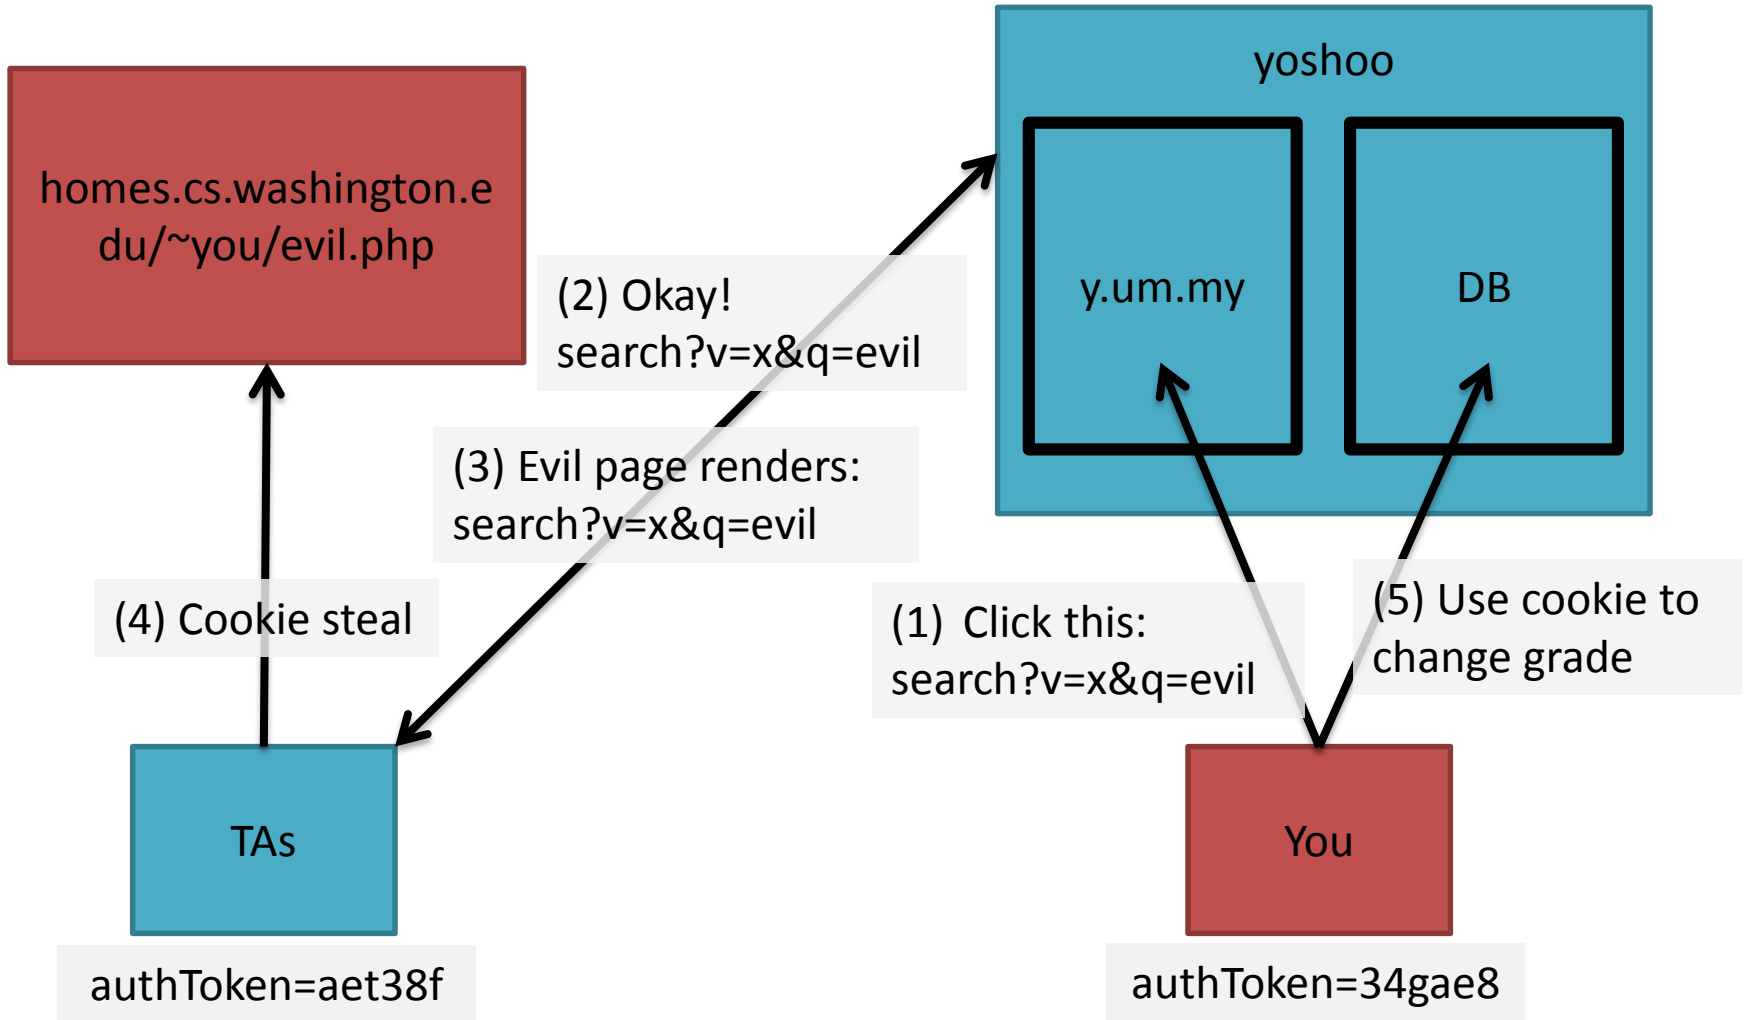 yoshoo
homes.cs.washington.e
du/~you/evil.php
y.um.my
DB
(2) Okay!
search?v=x&q=evil
(3) Evil page renders:
search?v=x&q=evil
(4) Cookie steal
(1) Click this:
search?v=x&q=evil
(5) Use cookie to
change grade
TAs
You
authToken=aet38f
authToken=34gae8